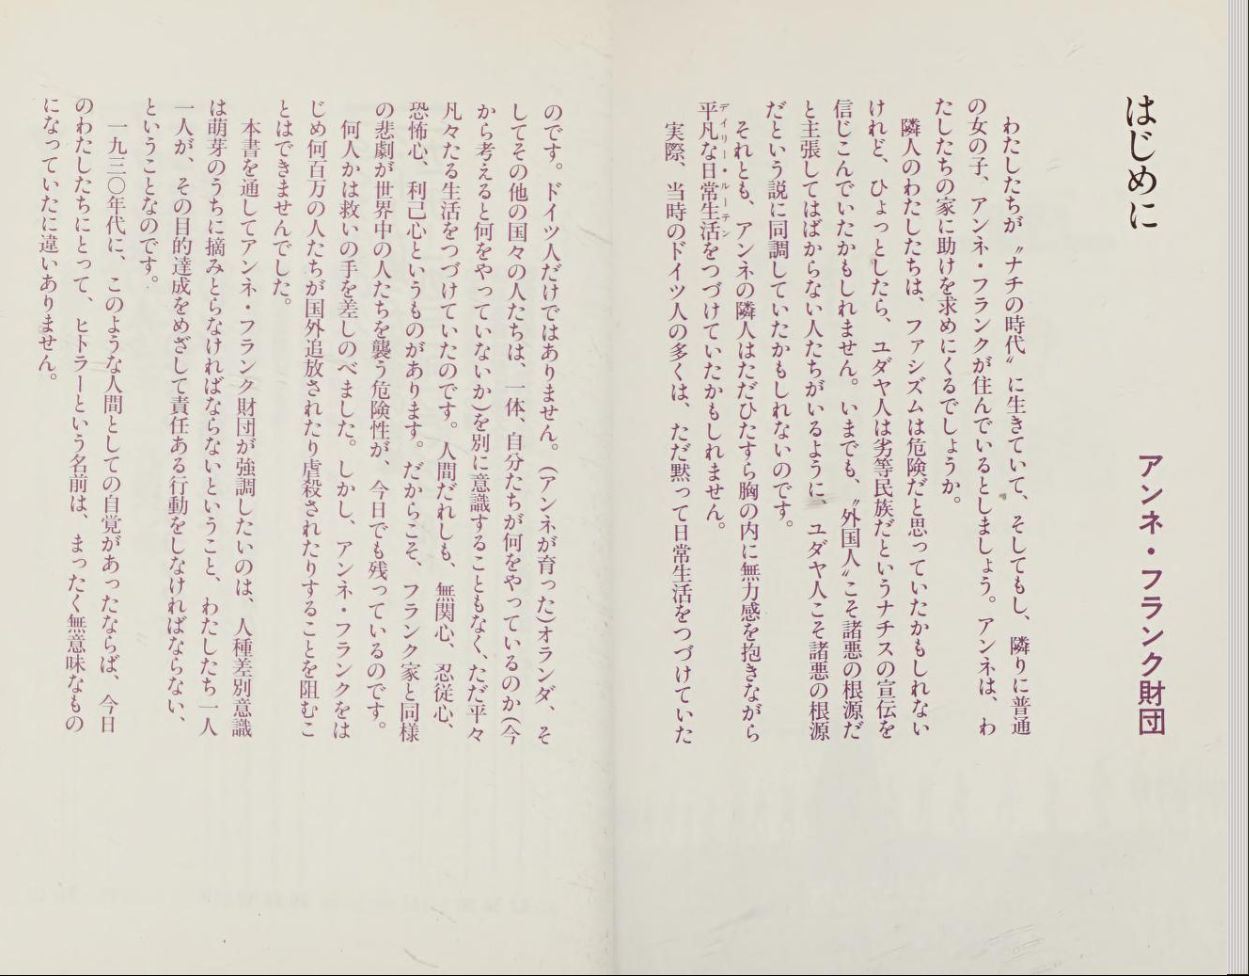 はじめに
アンネ・フランク財団
わたしたちが〝ナチの時代〟に生きていて、そしてもし、隣りに普通
の女の子、アンネ・フランクが住んでいるとしましょう。アンネは、わ
たしたちの家に助けを求めにくるでしょうか。
隣人のわたしたちは、ファシズムは危険だと思っていたかもしれない
けれど、ひょっとしたら、ユダヤ人は劣等民族だというナチスの宣伝を
信じこんでいたかもしれません。いまでも、〝外国人〟こそ諸悪の根源だ
と主張してはばからない人たちがいるように、ユダヤ人こそ諸悪の根源
だという説に同調していたかもしれないのです。
それとも、アンネの隣人はただひたすら胸の内に無力感を抱きながら
デイリー・ルーテン
平凡な日常生活をつづけていたかもしれません。
実際、当時のドイツ人の多くは、ただ黙って日常生活をつづけていた
のです。ドイツ人だけではありません。(アンネが育った)オランダ、そ
してその他の国々の人たちは、一体、自分たちが何をやっているのか(今
から考えると何をやっていないか)を別に意識することもなく、ただ平々
凡々たる生活をつづけていたのです。人間だれしも、無関心、忍従心、
恐怖心、利己心というものがあります。だからこそ、フランク家と同様
の悲劇が世界中の人たちを襲う危険性が、今日でも残っているのです。
何人かは救いの手を差しのべました。しかし、アンネ・フランクをは
じめ何百万の人たちが国外追放されたり虐殺されたりすることを阻むこ
とはできませんでした。
本書を通してアンネ・フランク財団が強調したいのは、人種差別意識
は萌芽のうちに摘みとらなければならないということ、わたしたち一人
一人が、その目的達成をめざして責任ある行動をしなければならない、
ということなのです。
一九三〇年代に、このような人間としての自覚があったならば、今日
のわたしたちにとって、ヒトラーという名前は、まったく無意味なもの
になっていたに違いありません。